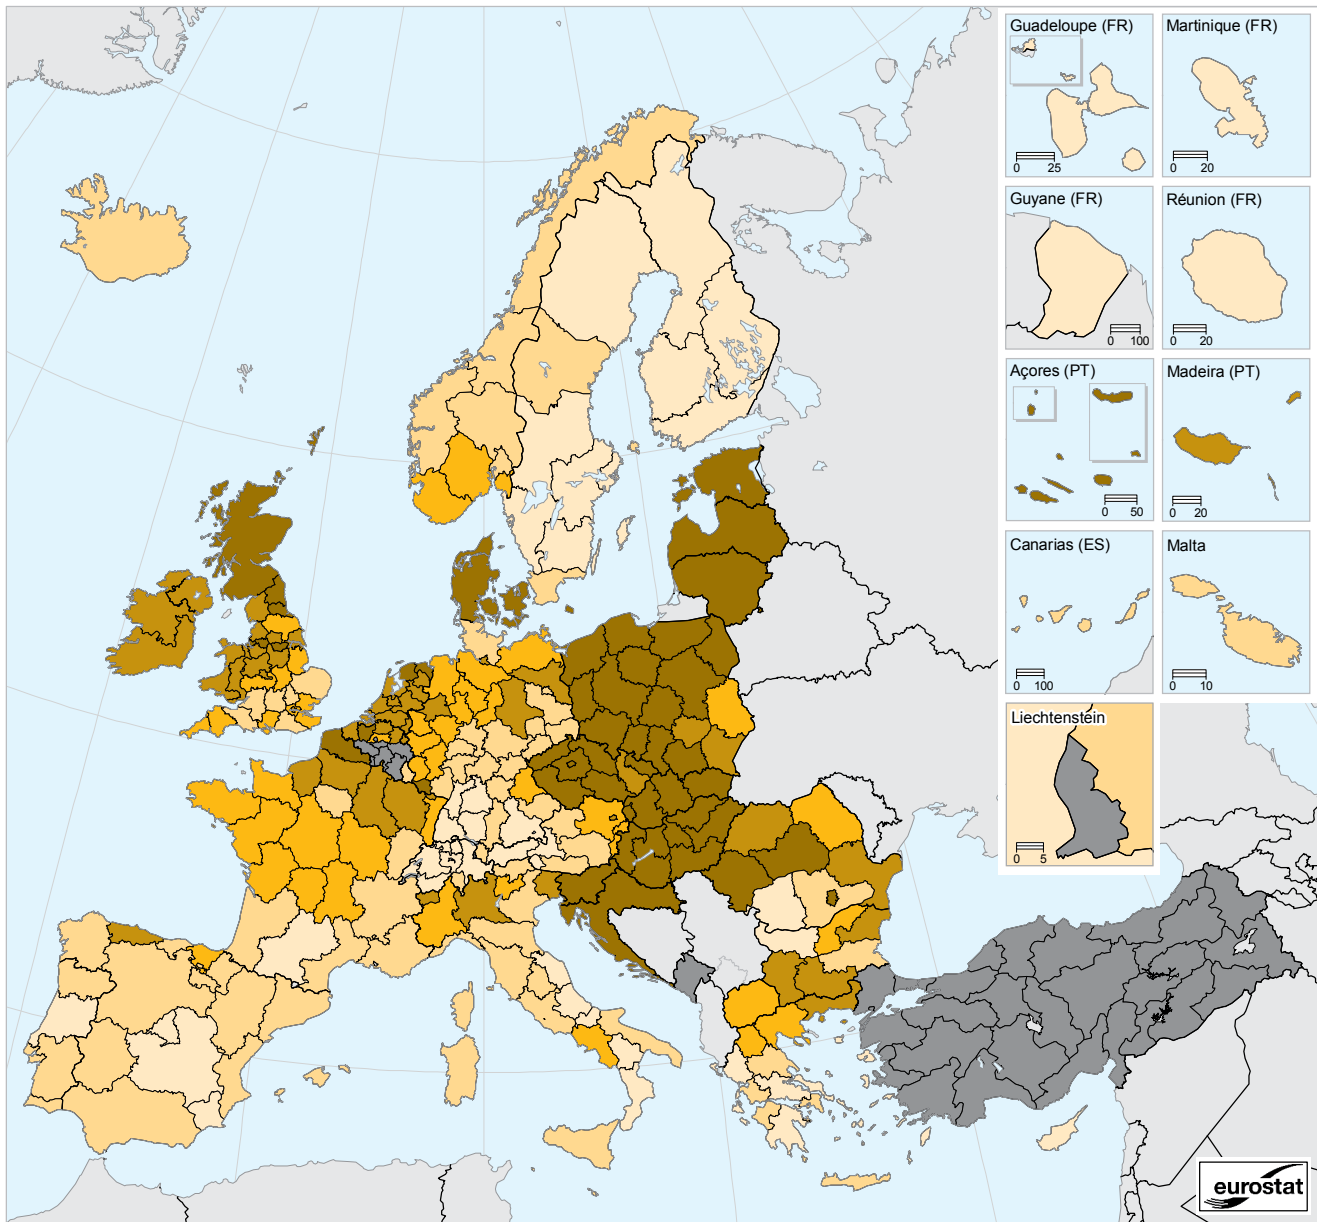 Guadeloupe (FR)
0 25
Martinique (FR)
0 20
Guyane (FR)
0 100
Réunion (FR)
0 20
Açores (PT)
0 50
Madeira (PT)
0 20
Canarias (ES)
0 100
Malta
0 10
Liechtenstein
0 5
eurostat